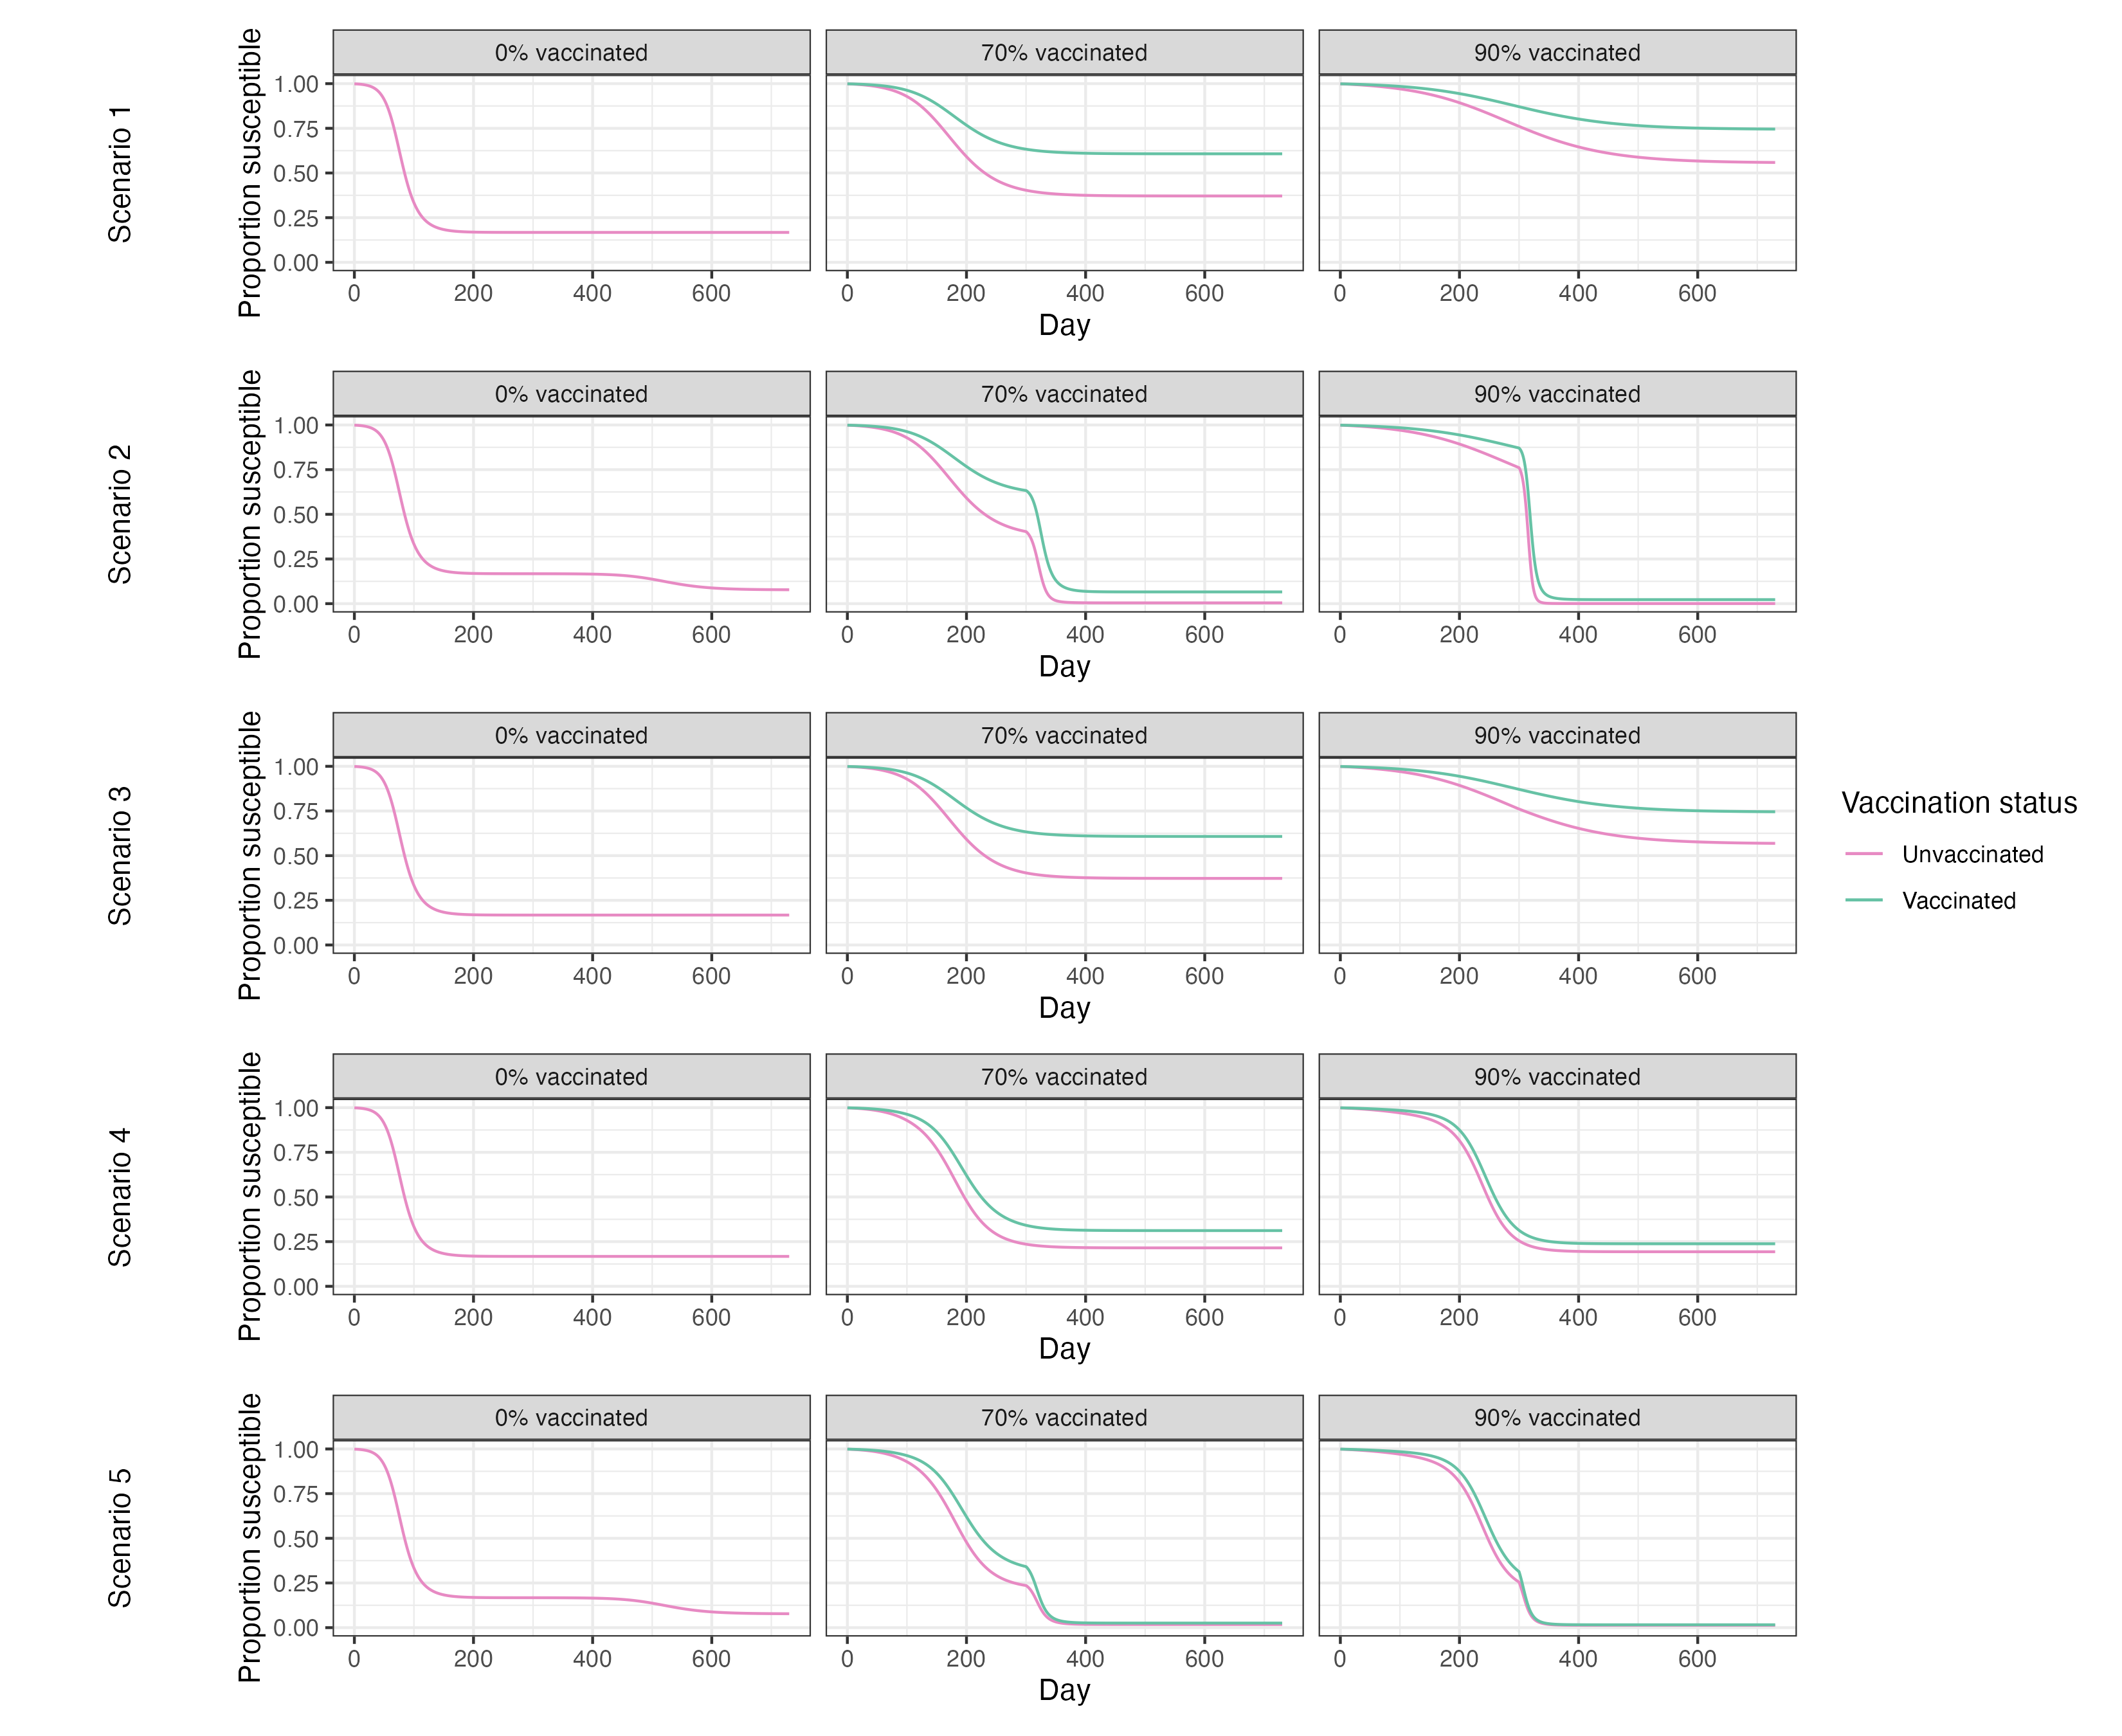 Scenario 1
Proportion susceptible
0% vaccinated
70% vaccinated
90% vaccinated
1.00
0.75
0.50
0.25
0.00
0 200 400 600
0 200 400 600
0 200 400 600
Day
Scenario 2
Proportion susceptible
0% vaccinated
70% vaccinated
90% vaccinated
1.00
0.75
0.50
0.25
0.00
0 200 400 600
0 200 400 600
0 200 400 600
Day
Scenario 3
Proportion susceptible
0% vaccinated
70% vaccinated
90% vaccinated
1.00
0.75
0.50
0.25
0.00
0 200 400 600
0 200 400 600
0 200 400 600
Day
Vaccination status
Unvaccinated
Vaccinated
Scenario 4
Proportion susceptible
0% vaccinated
70% vaccinated
90% vaccinated
1.00
0.75
0.50
0.25
0.00
0 200 400 600
0 200 400 600
0 200 400 600
Day
Scenario 5
Proportion susceptible
0% vaccinated
70% vaccinated
90% vaccinated
1.00
0.75
0.50
0.25
0.00
0 200 400 600
0 200 400 600
0 200 400 600
Day